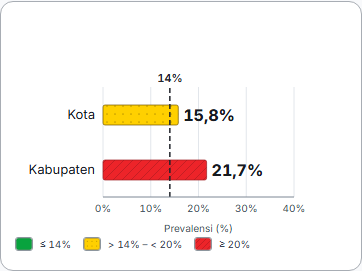 14%
Kota 15,8%
Kabupaten 21,7%
0% 10% 20% 30% 40%
Prevalensi (%)
≤ 14% > 14% – < 20% ≥ 20%